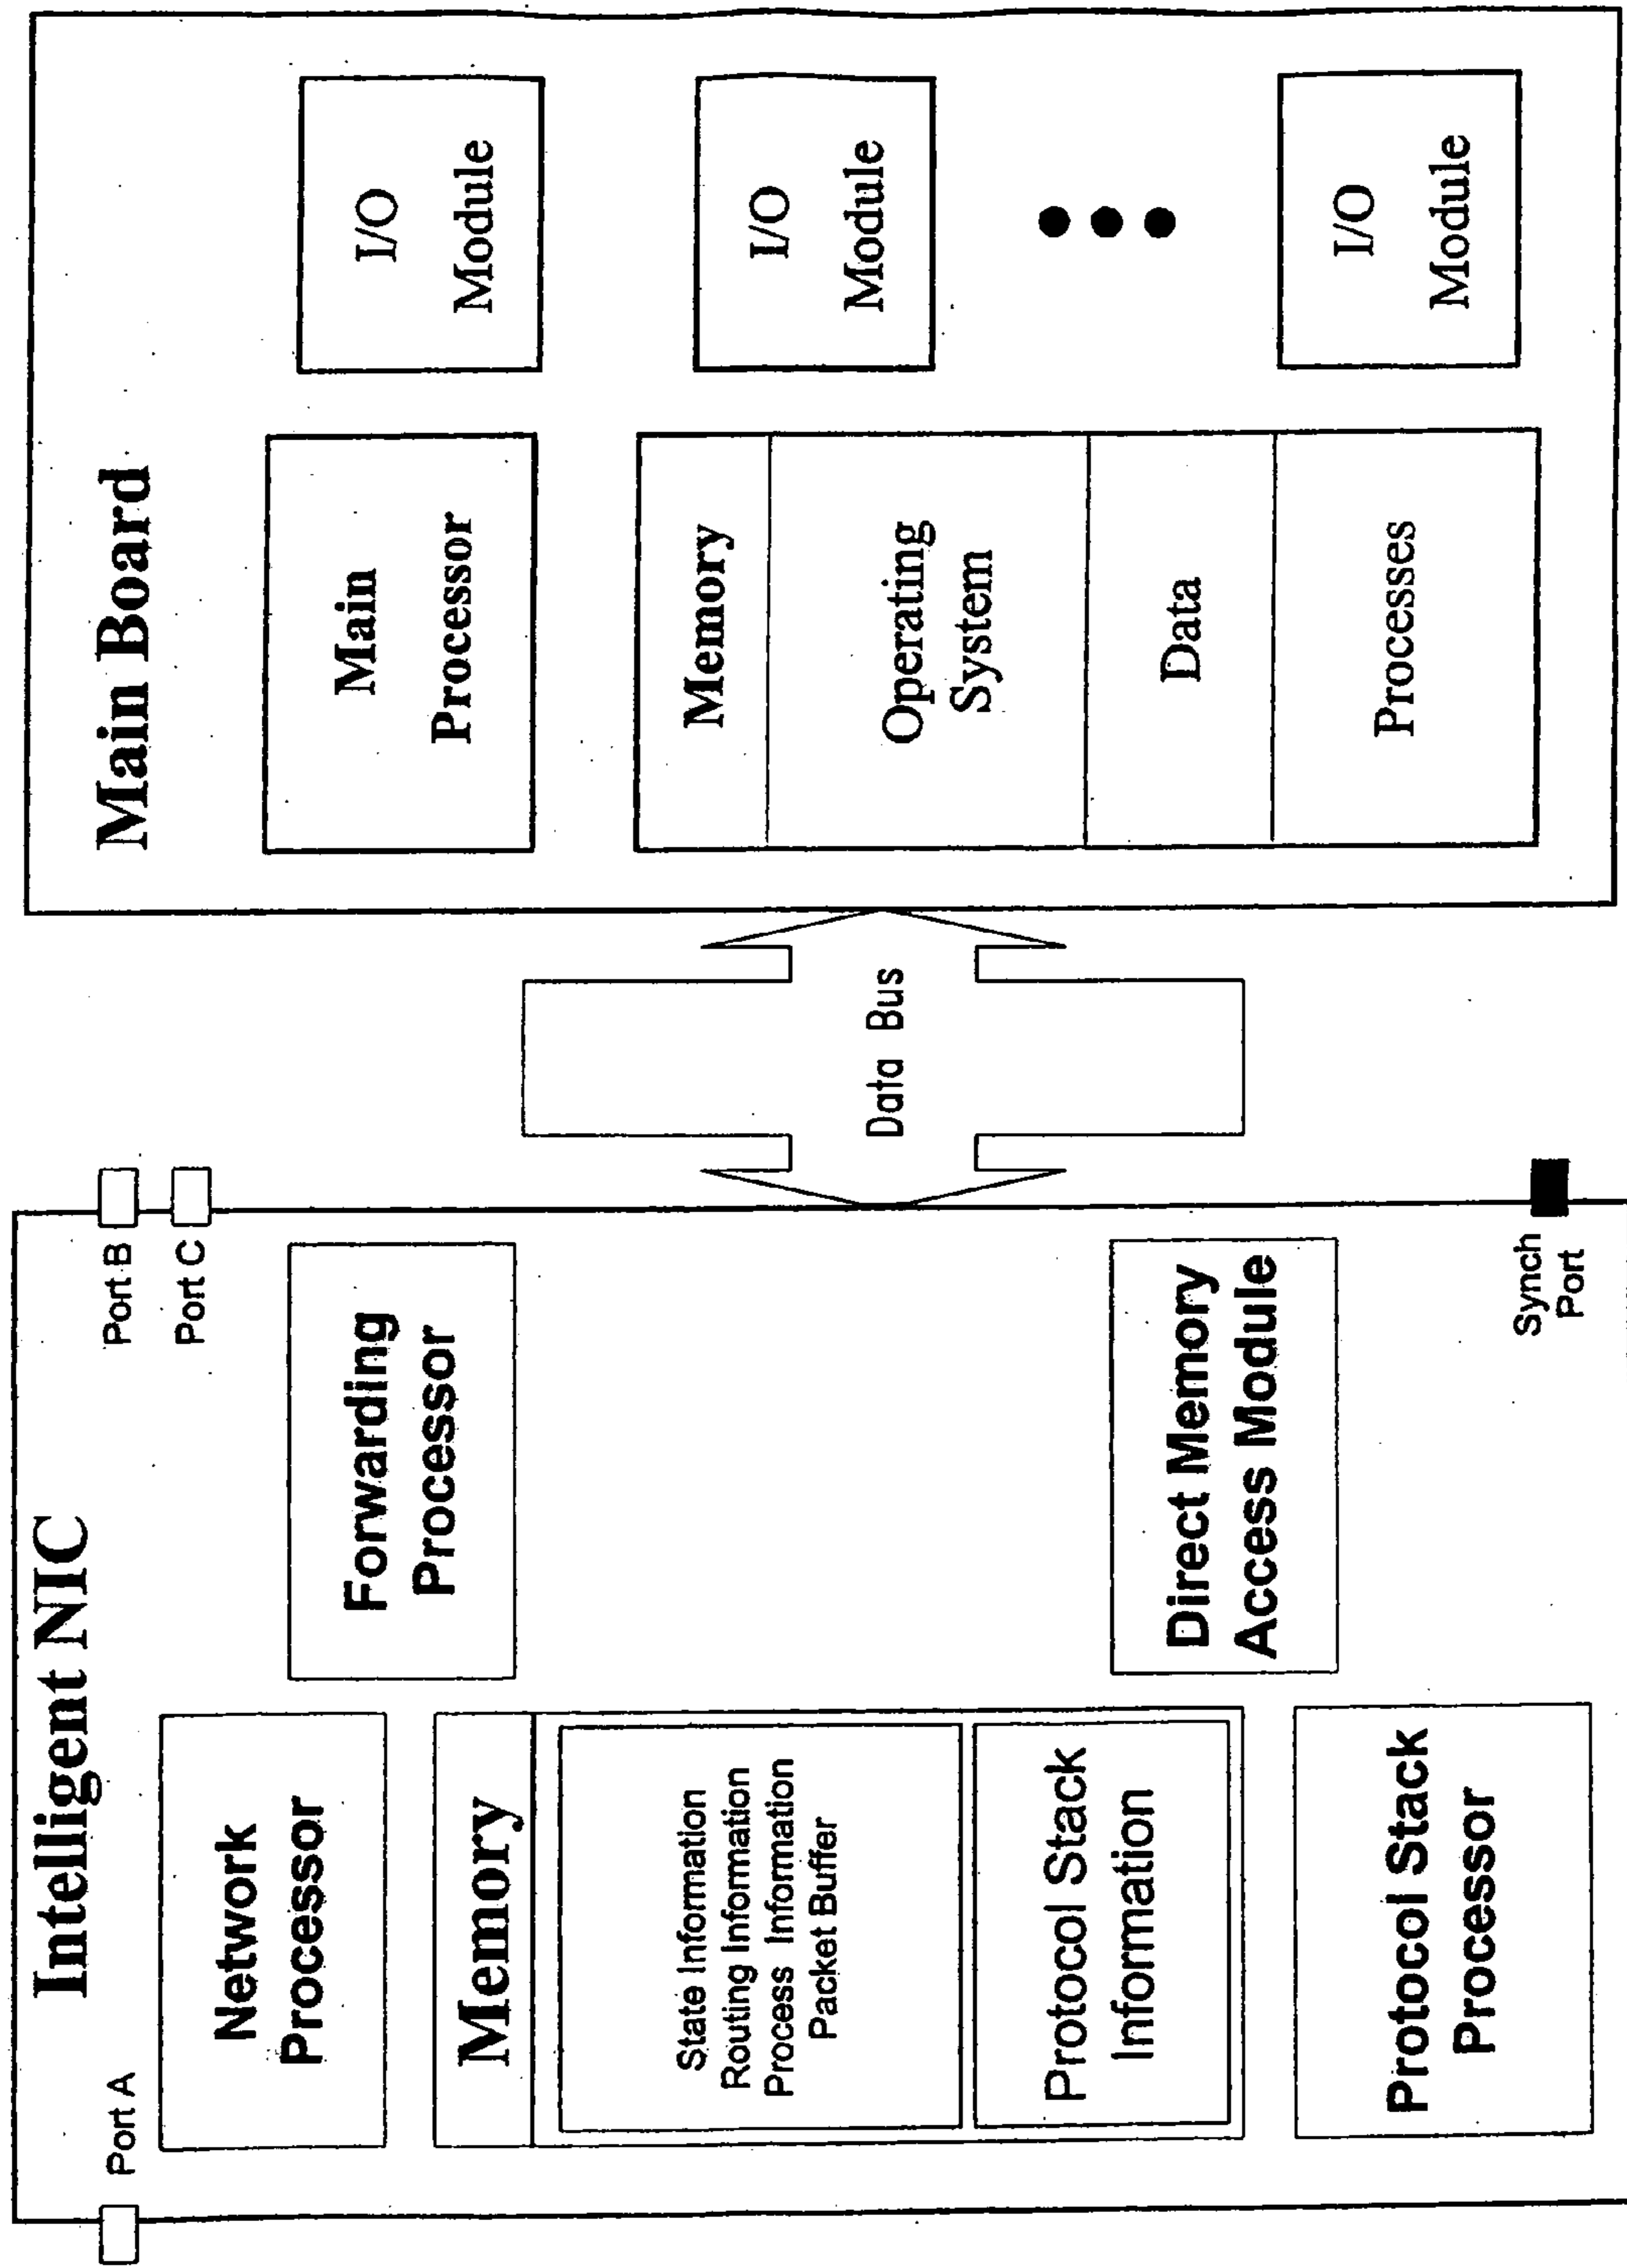 Intelligent NIC
Port A
Port B
Port C
Network
Processor
Forwarding
Processor
Memory
State Information
Routing Information
Process Information
Packet Buffer
Protocol Stack
Information
Direct Memory
Access Module
Protocol Stack
Processor
Synch
Port
Data Bus
Main Board
Main
Processor
I/O
Module
Memory
Operating
System
Data
Processes
I/O
Module
I/O
Module